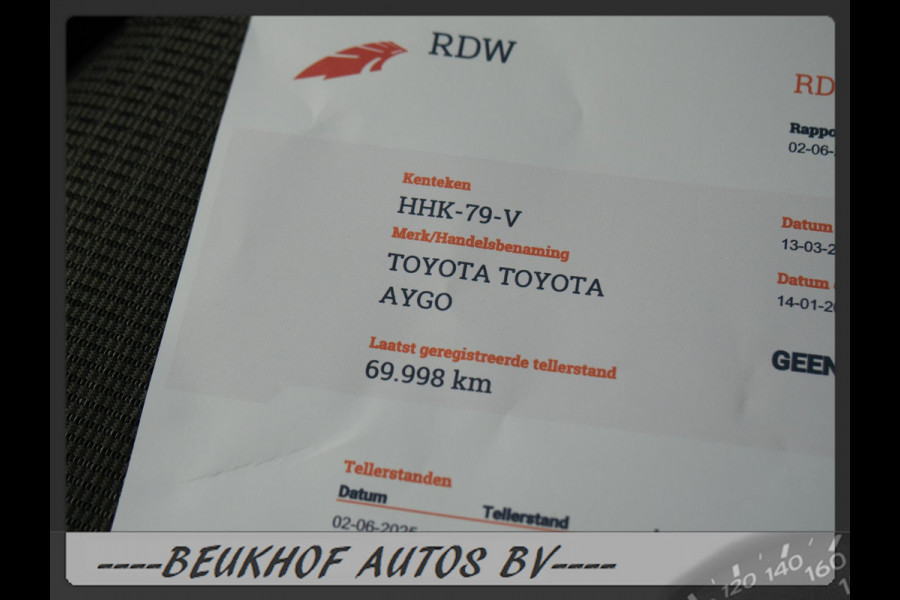 RDW
RD
Rappo
02-06-
Kenteken
HHK-79-V
Merk/Handelsbenaming
TOYOTA TOYOTA
AYGO
Datum
13-03-2
Datum
14-01-20
Laatst geregistreerde tellerstand
69.998 km
GEEN
Tellerstanden
Datum Tellerstand
02-06-2025
----BEUKHOF AUTOS BV----
120 140 160